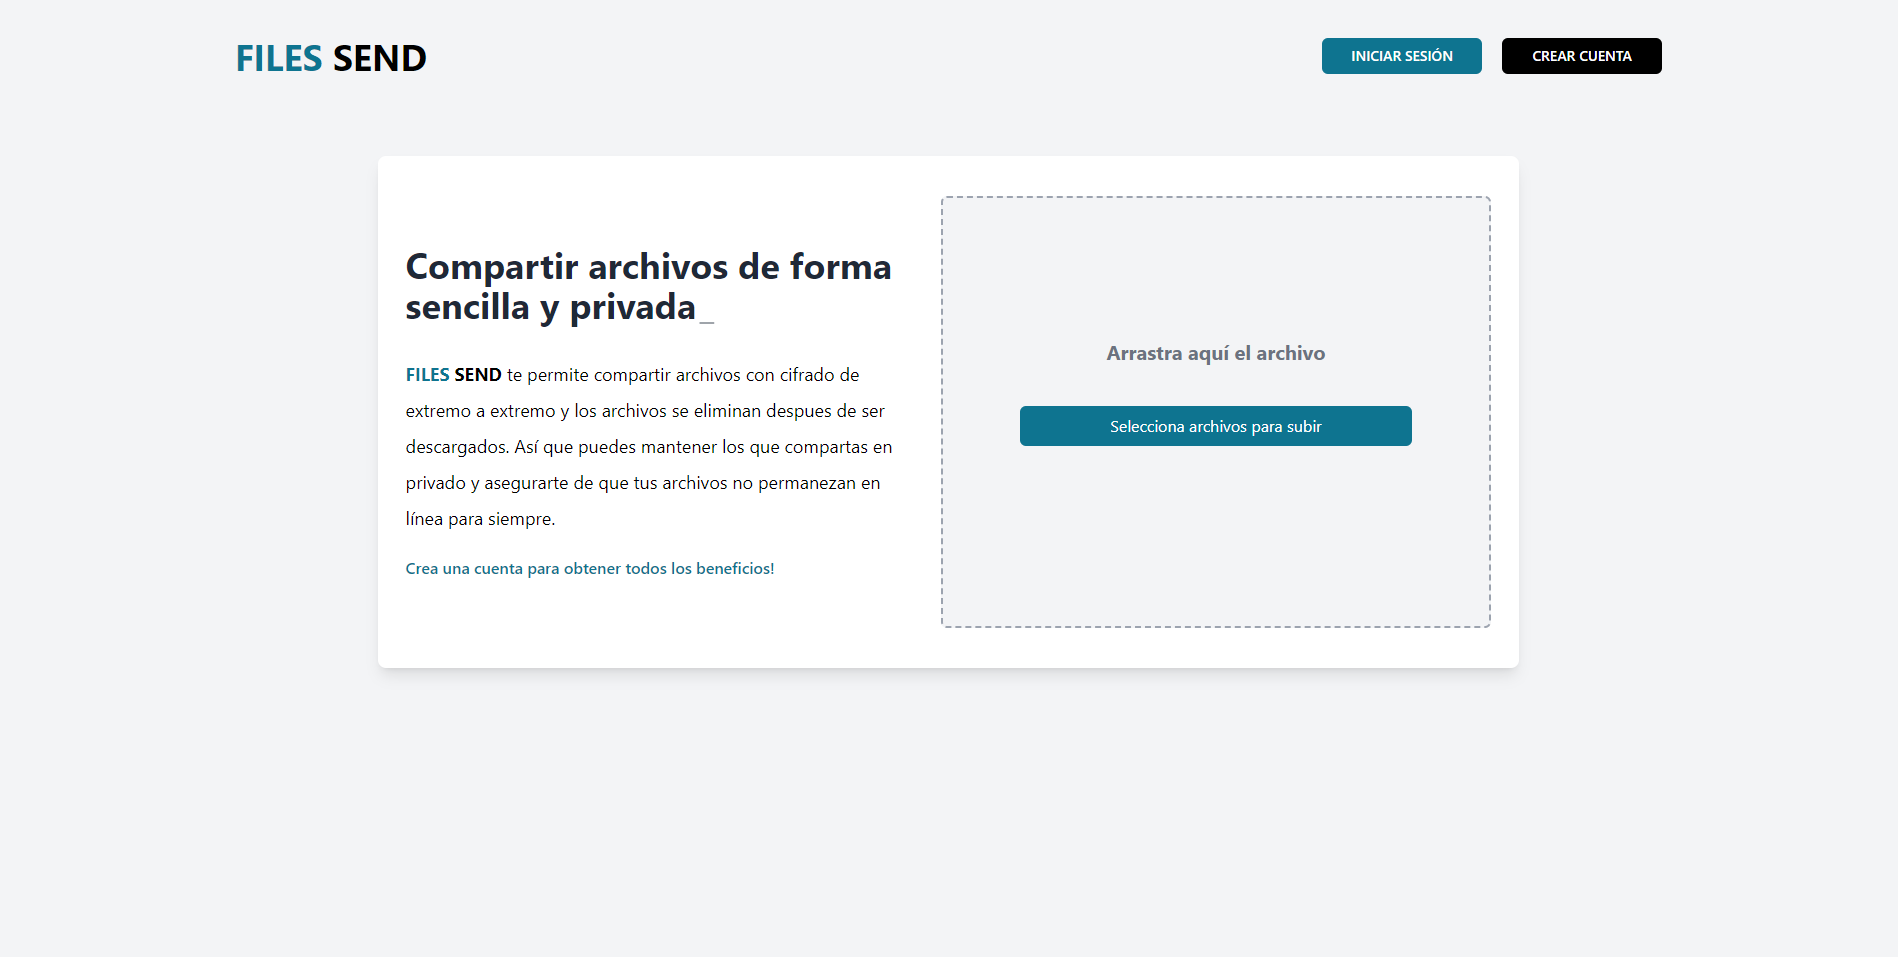 FILES SEND
INICIAR SESIÓN
CREAR CUENTA
Compartir archivos de forma
sencilla y privada_
FILES SEND te permite compartir archivos con cifrado de
extremo a extremo y los archivos se eliminan despues de ser
descargados. Así que puedes mantener los que compartas en
privado y asegurarte de que tus archivos no permanezan en
línea para siempre.
Crea una cuenta para obtener todos los beneficios!
Arrastra aquí el archivo
Selecciona archivos para subir